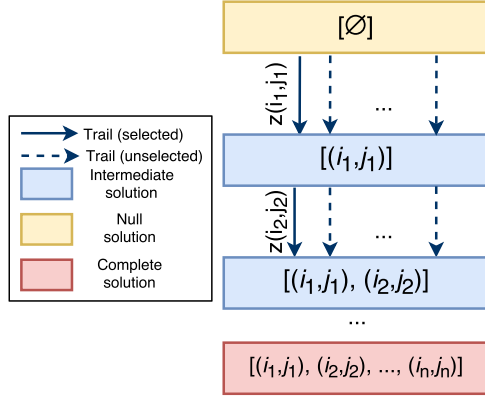 [∅]
z(i₁,j₁)
...
Trail (selected)
Trail (unselected)
Intermediate
solution
Null
solution
Complete
solution
[(i₁,j₁)]
z(i₂,j₂)
...
[(i₁,j₁), (i₂,j₂)]
...
[(i₁,j₁), (i₂,j₂), ..., (iₙ,jₙ)]